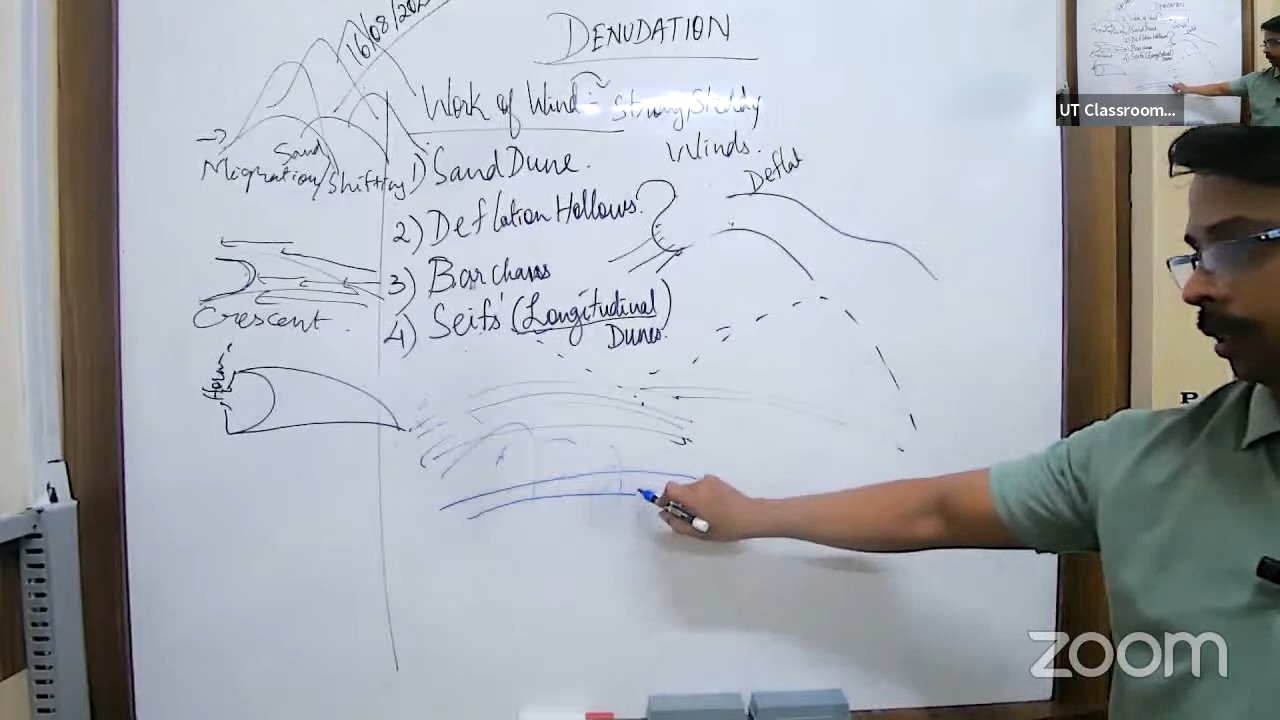 16/08/202
DENUDATION
Work of Wind :- Strong, Steddy
Winds.
Sand
Migration/Shifting
1) Sand Dune.
2) Deflation Hollows
Deflat
3) Barchans
Crescent.
4) Seifs (Longitudinal)
Dunes.
Horn
UT Classroom...
P
zoom